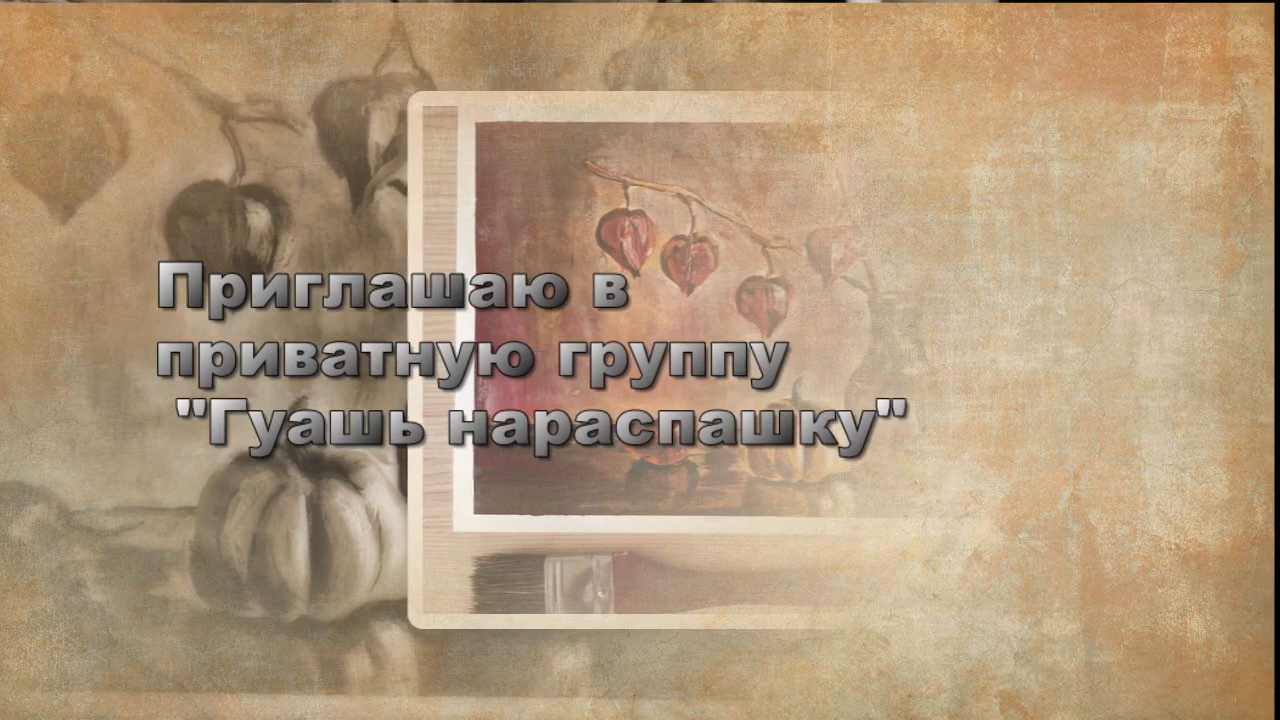 Приглашаю в
приватную группу
"Гуашь нараспашку"